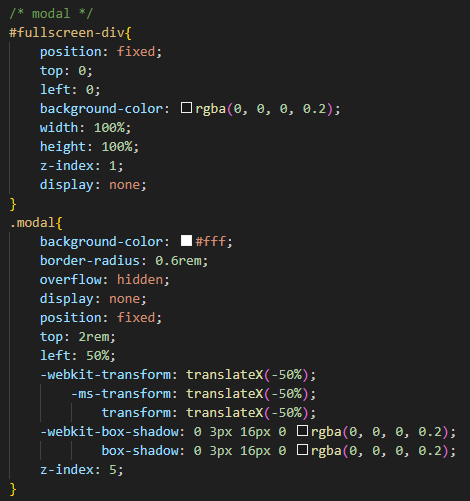 /* modal */
#fullscreen-div{
    position: fixed;
    top: 0;
    left: 0;
    background-color: rgba(0, 0, 0, 0.2);
    width: 100%;
    height: 100%;
    z-index: 1;
    display: none;
}
.modal{
    background-color: #fff;
    border-radius: 0.6rem;
    overflow: hidden;
    display: none;
    position: fixed;
    top: 2rem;
    left: 50%;
    -webkit-transform: translateX(-50%);
        -ms-transform: translateX(-50%);
            transform: translateX(-50%);
    -webkit-box-shadow: 0 3px 16px 0 rgba(0, 0, 0, 0.2);
            box-shadow: 0 3px 16px 0 rgba(0, 0, 0, 0.2);
    z-index: 5;
}